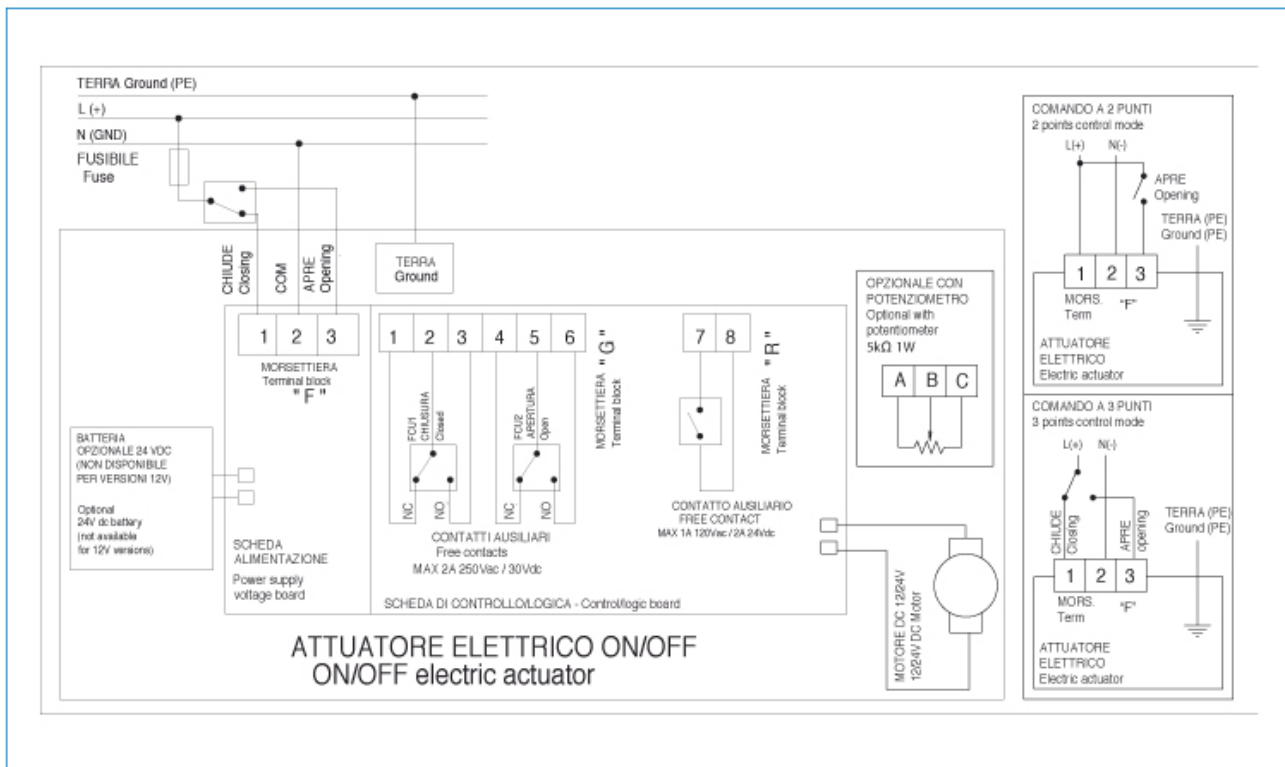 TERRA Ground (PE)
L (+)
N (GND)
FUSIBILE
Fuse
CHIUDE
Closing
COM
APRE
Opening
TERRA
Ground
1 2 3
MORSETTIERA
Terminal block
"F"
1 2 3 4 5 6
MORSETTIERA "G"
Terminal block
FCU1
CHIUSURA
Closed
FCU2
APERTURA
Open
NC
NO
NC
NO
CONTATTI AUSILIARI
Free contacts
MAX 2A 250Vac / 30Vdc
7 8
MORSETTIERA "R"
Terminal block
CONTATTO AUSILIARIO
FREE CONTACT
MAX 1A 120Vac / 2A 24Vdc
BATTERIA
OPZIONALE 24 VDC
(NON DISPONIBILE
PER VERSIONI 12V)
Optional
24V dc battery
(not available
for 12V versions)
SCHEDA
ALIMENTAZIONE
Power supply
voltage board
SCHEDA DI CONTROLLO/LOGICA - Control/logic board
OPZIONALE CON
POTENZIOMETRO
Optional with
potentiometer
5kΩ 1W
A B C
MOTORE DC 12/24V
12/24V DC Motor
ATTUATORE ELETTRICO ON/OFF
ON/OFF electric actuator
COMANDO A 2 PUNTI
2 points control mode
L(+) N(-)
APRE
Opening
TERRA (PE)
Ground (PE)
1 2 3
MORS. "F"
Term
ATTUATORE
ELETTRICO
Electric actuator
COMANDO A 3 PUNTI
3 points control mode
L(+) N(-)
CHIUDE
Closing
APRE
opening
TERRA (PE)
Ground (PE)
1 2 3
MORS. "F"
Term
ATTUATORE
ELETTRICO
Electric actuator